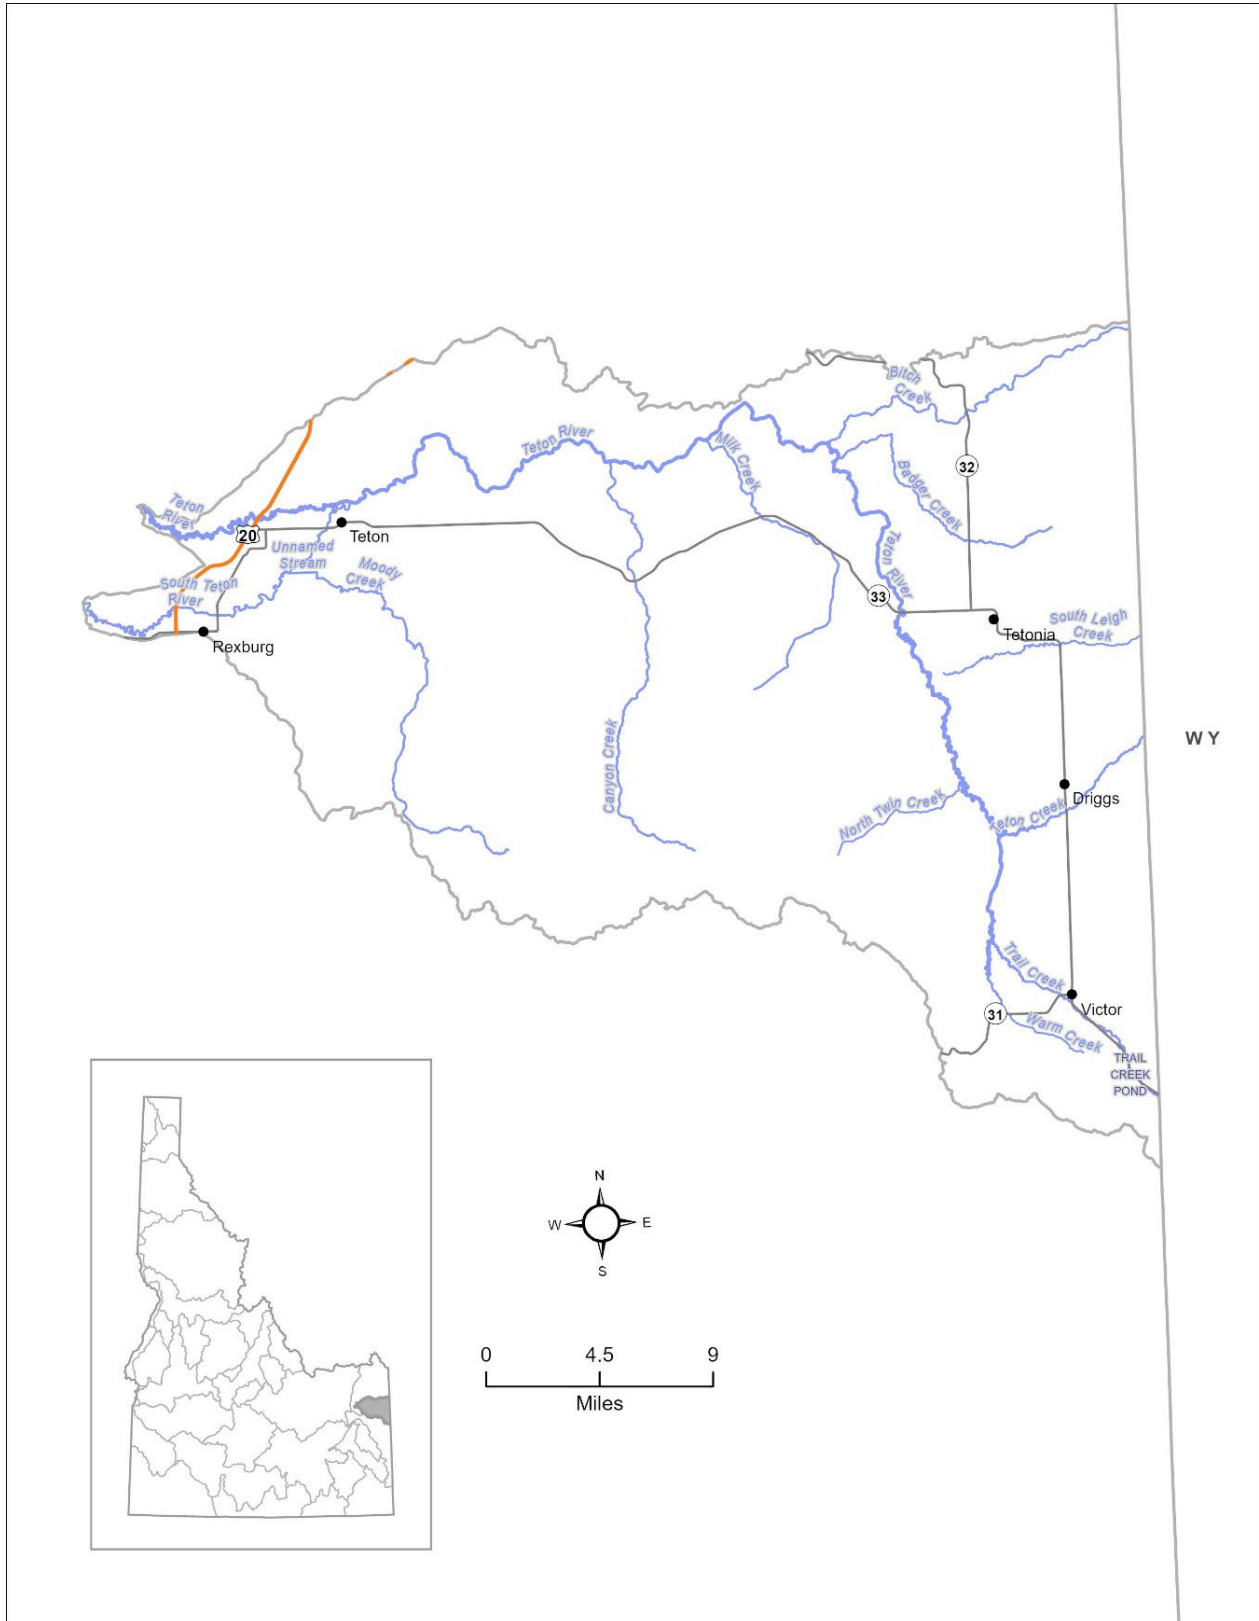 Bitch
Creek
Teton River
Milk Creek
32
Badger Creek
Teton
River
20
Teton
Unnamed
Stream
Moody
Creek
Teton River
South Teton
River
33
South Leigh
Creek
Tetonia
Rexburg
WY
Canyon Creek
North Twin Creek
Driggs
Teton Creek
Trail Creek
Victor
31
Warm Creek
TRAIL
CREEK
POND
N
W
E
S
0
4.5
9
Miles